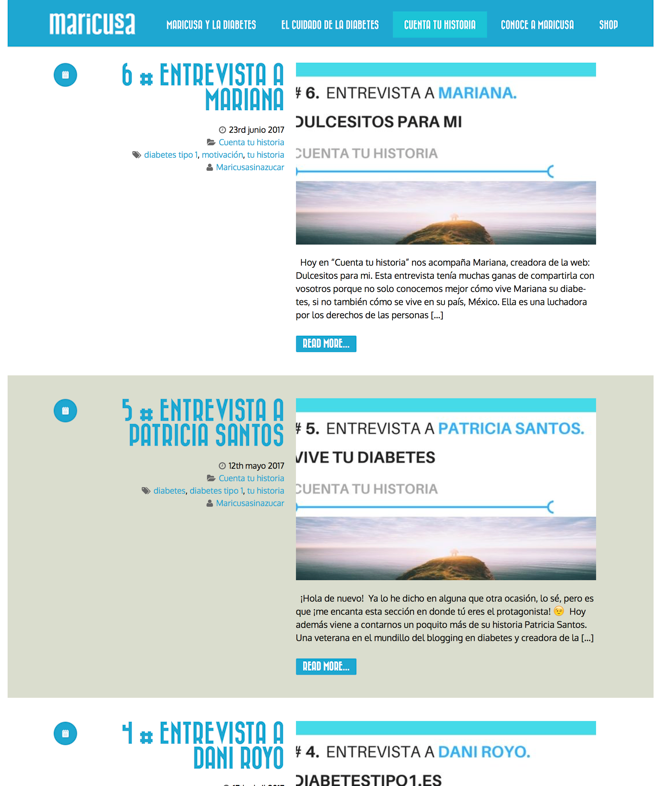 maricusa
MARICUSA Y LA DIABETES
EL CUIDADO DE LA DIABETES
CUENTA TU HISTORIA
CONOCE A MARICUSA
SHOP
6 # ENTREVISTA A
MARIANA
23rd junio 2017
Cuenta tu historia
diabetes tipo 1, motivación, tu historia
Maricusasinazucar
# 6. ENTREVISTA A MARIANA.
DULCESITOS PARA MI
CUENTA TU HISTORIA
Hoy en “Cuenta tu historia” nos acompaña Mariana, creadora de la web:
Dulcesitos para mi. Esta entrevista tenía muchas ganas de compartirla con
vosotros porque no solo conocemos mejor cómo vive Mariana su diabe-
tes, si no también cómo se vive en su país, México. Ella es una luchadora
por los derechos de las personas [...]
READ MORE...
5 # ENTREVISTA A
PATRICIA SANTOS
12th mayo 2017
Cuenta tu historia
diabetes, diabetes tipo 1, tu historia
Maricusasinazucar
# 5. ENTREVISTA A PATRICIA SANTOS.
VIVE TU DIABETES
CUENTA TU HISTORIA
¡Hola de nuevo! Ya lo he dicho en alguna que otra ocasión, lo sé, pero es
que ¡me encanta esta sección en donde tú eres el protagonista! 😉 Hoy
además viene a contarnos un poquito más de su historia Patricia Santos.
Una veterana en el mundillo del blogging en diabetes y creadora de la [...]
READ MORE...
4 # ENTREVISTA A
DANI ROYO
# 4. ENTREVISTA A DANI ROYO.
DIABETESTIPO1.ES